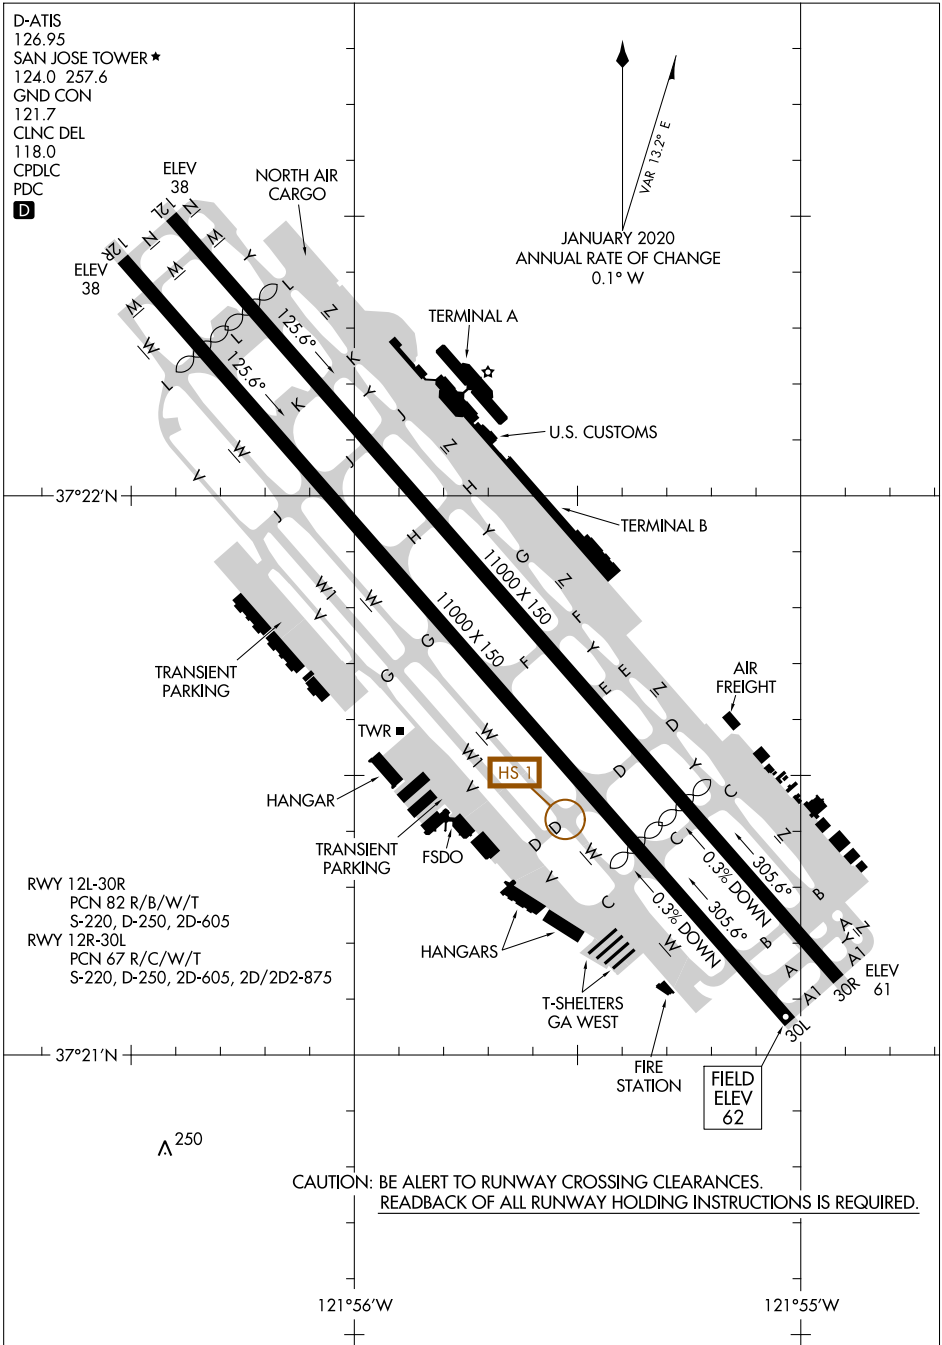 D-ATIS
126.95
SAN JOSE TOWER ★
124.0 257.6
GND CON
121.7
CLNC DEL
118.0
CPDLC
PDC
D
VAR 13.2° E
JANUARY 2020
ANNUAL RATE OF CHANGE
0.1° W
ELEV
38
12L
12R
ELEV
38
NORTH AIR
CARGO
N
N
W
W
W
W
Y
L
L
L
Z
125.6°
125.6°
TERMINAL A
K
K
Y
J
J
Z
U.S. CUSTOMS
W
V
H
37°22'N
TERMINAL B
J
H
Y
G
Z
11000 X 150
11000 X 150
W1
W
V
F
Y
G
F
E
E
Z
TRANSIENT
PARKING
G
AIR
FREIGHT
TWR
W
W1
V
D
D
Y
HS 1
HANGAR
C
TRANSIENT
PARKING
FSDO
D
D
W
V
C
C
Z
0.3% DOWN
305.6°
0.3% DOWN
305.6°
B
B
W
A
A
Y
Z
A1
A1
RWY 12L-30R
PCN 82 R/B/W/T
S-220, D-250, 2D-605
RWY 12R-30L
PCN 67 R/C/W/T
S-220, D-250, 2D-605, 2D/2D2-875
HANGARS
T-SHELTERS
GA WEST
30R
ELEV
61
30L
37°21'N
FIRE
STATION
FIELD
ELEV
62
250
CAUTION: BE ALERT TO RUNWAY CROSSING CLEARANCES.
READBACK OF ALL RUNWAY HOLDING INSTRUCTIONS IS REQUIRED.
121°56'W
121°55'W